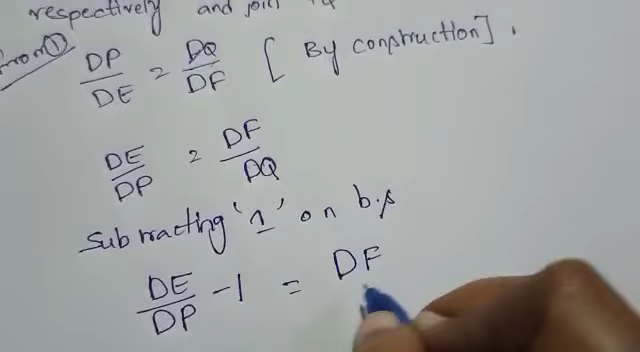 respectively and join PQ
From ①
DP/DE = DQ/DF [By construction].
DE/DP = DF/DQ
Subtracting '1' on b.s
DE/DP - 1 = DF